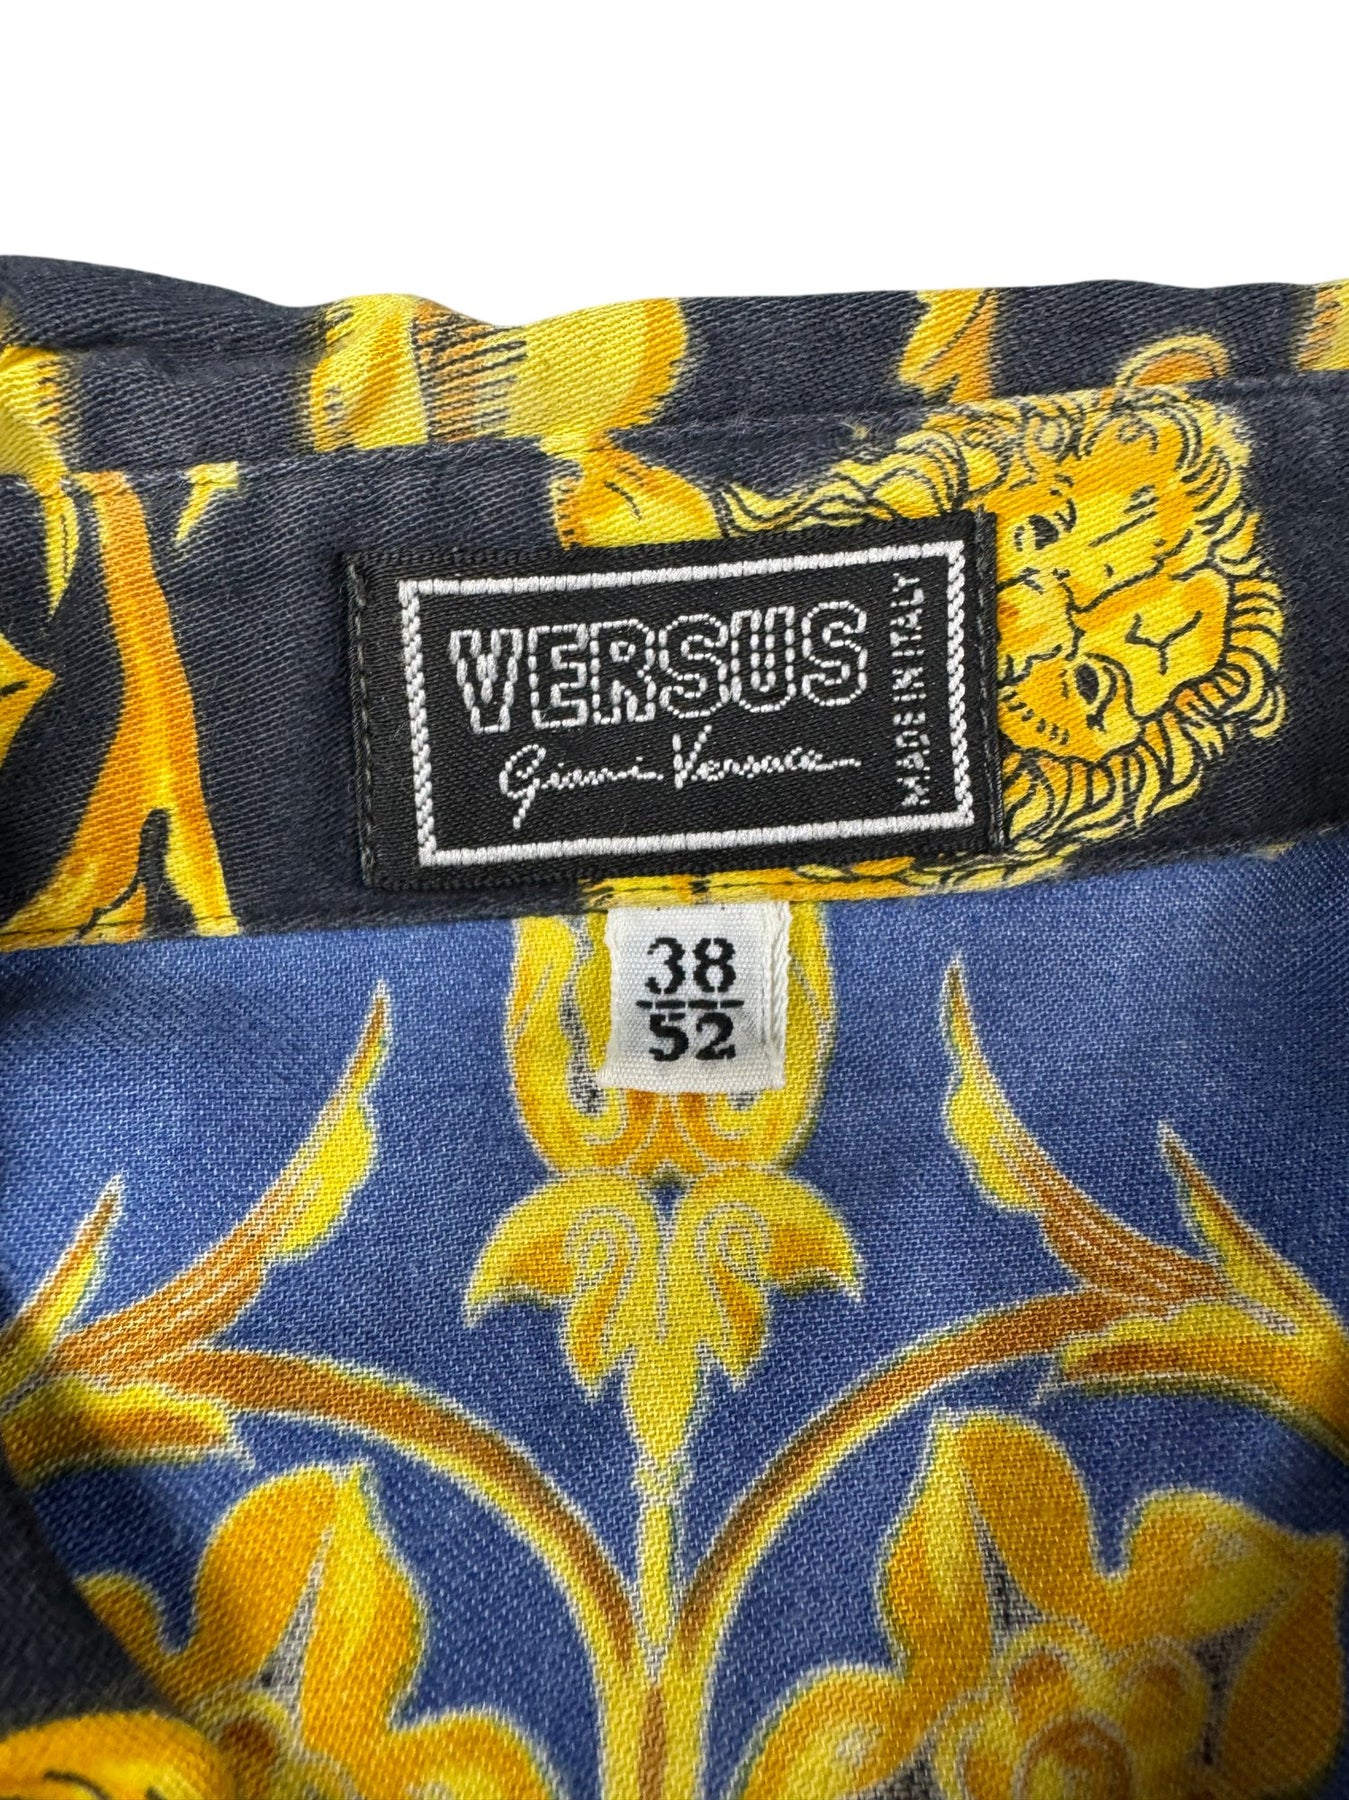 VERSUS
Gianni Versace
MADE IN ITALY
38
52